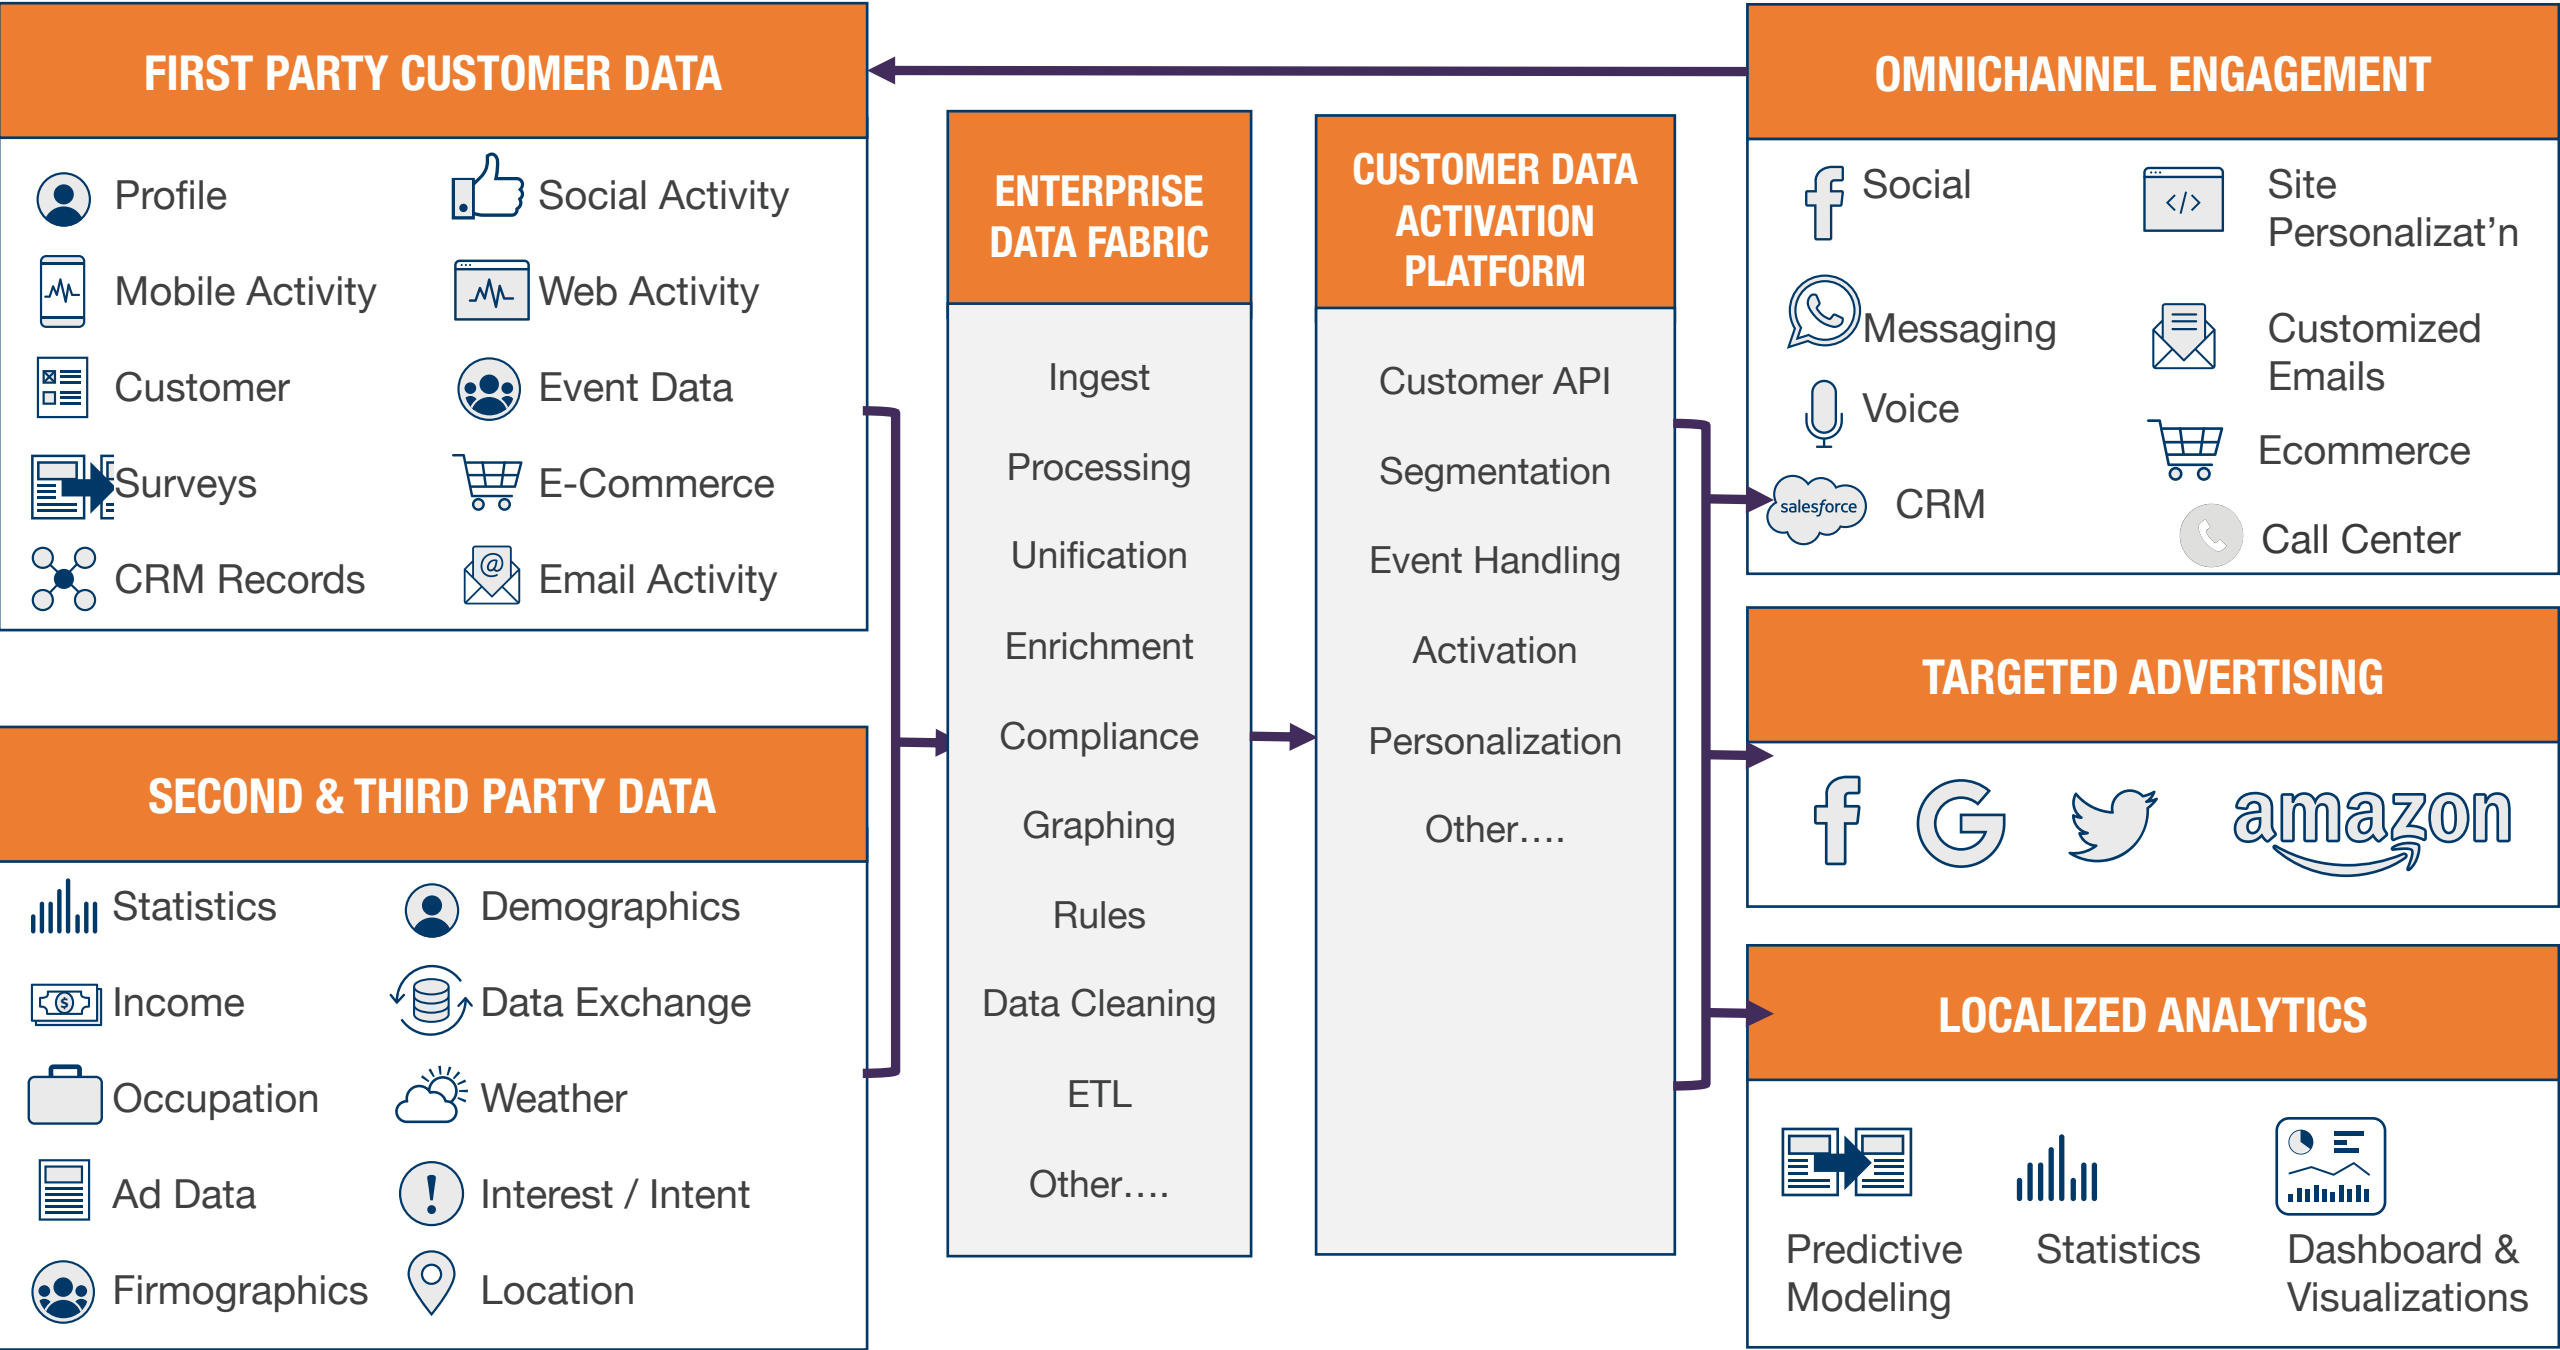 FIRST PARTY CUSTOMER DATA
Profile
Social Activity
Mobile Activity
Web Activity
Customer
Event Data
Surveys
E-Commerce
CRM Records
@
Email Activity
SECOND & THIRD PARTY DATA
Statistics
Demographics
$
Income
Data Exchange
Occupation
Weather
Ad Data
!
Interest / Intent
Firmographics
Location
ENTERPRISE
DATA FABRIC
Ingest
Processing
Unification
Enrichment
Compliance
Graphing
Rules
Data Cleaning
ETL
Other....
CUSTOMER DATA
ACTIVATION
PLATFORM
Customer API
Segmentation
Event Handling
Activation
Personalization
Other....
OMNICHANNEL ENGAGEMENT
f
Social
</>
Site
Personalizat’n
Messaging
Customized
Emails
Voice
Ecommerce
salesforce
CRM
Call Center
TARGETED ADVERTISING
f G amazon
LOCALIZED ANALYTICS
Predictive
Modeling
Statistics
Dashboard &
Visualizations